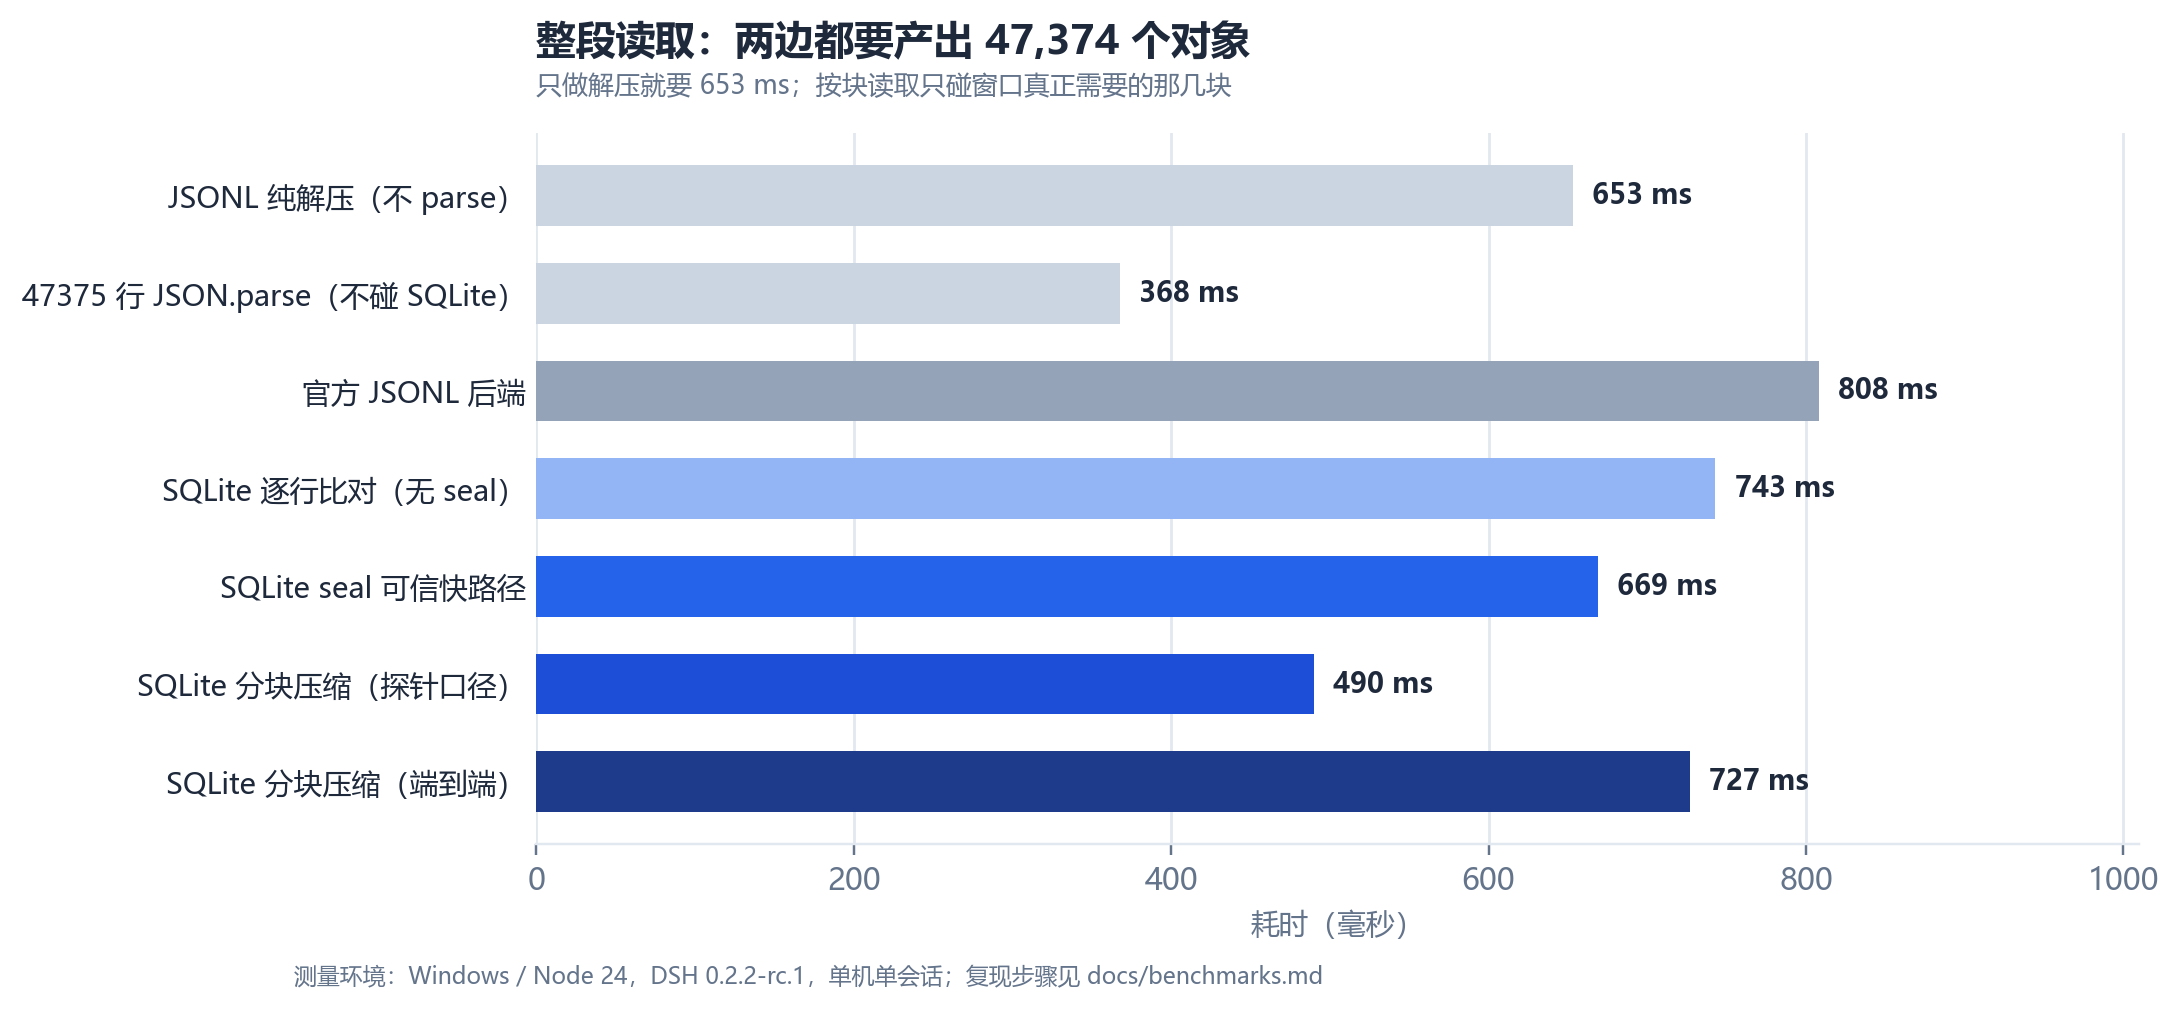 整段读取：两边都要产出 47,374 个对象
只做解压就要 653 ms；按块读取只碰窗口真正需要的那几块
JSONL 纯解压（不 parse） 653 ms
47375 行 JSON.parse（不碰 SQLite） 368 ms
官方 JSONL 后端 808 ms
SQLite 逐行比对（无 seal） 743 ms
SQLite seal 可信快路径 669 ms
SQLite 分块压缩（探针口径） 490 ms
SQLite 分块压缩（端到端） 727 ms
0 200 400 600 800 1000
耗时（毫秒）
测量环境：Windows / Node 24，DSH 0.2.2-rc.1，单机单会话；复现步骤见 docs/benchmarks.md